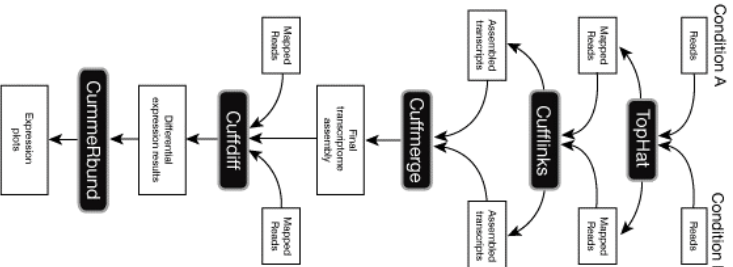 Condition A
Condition
Reads
Reads
TopHat
Mapped
Reads
Mapped
Reads
Cufflinks
Assembled
transcripts
Assembled
transcripts
Cuffmerge
Final
transcriptome
assembly
Mapped
Reads
Mapped
Reads
Cuffdiff
Differential
expression results
CummeRbund
Expression
plots